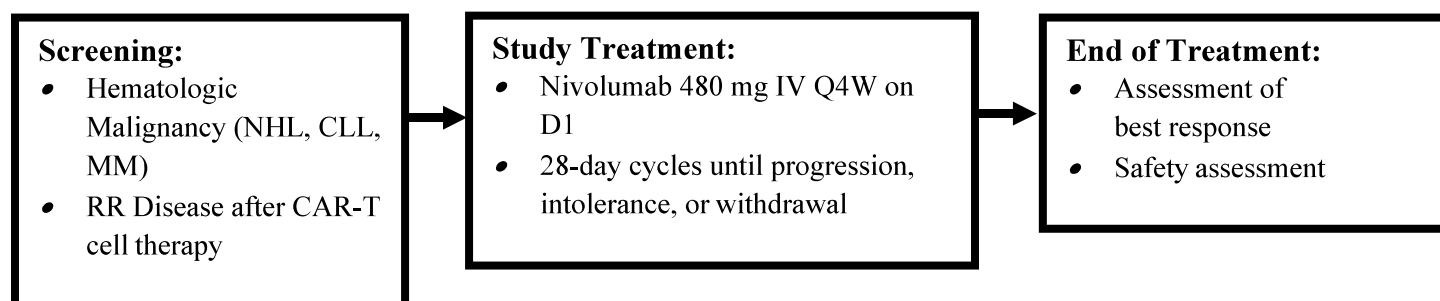 Screening:
• Hematologic
Malignancy (NHL, CLL,
MM)
• RR Disease after CAR-T
cell therapy
Study Treatment:
• Nivolumab 480 mg IV Q4W on
D1
• 28-day cycles until progression,
intolerance, or withdrawal
End of Treatment:
• Assessment of
best response
• Safety assessment